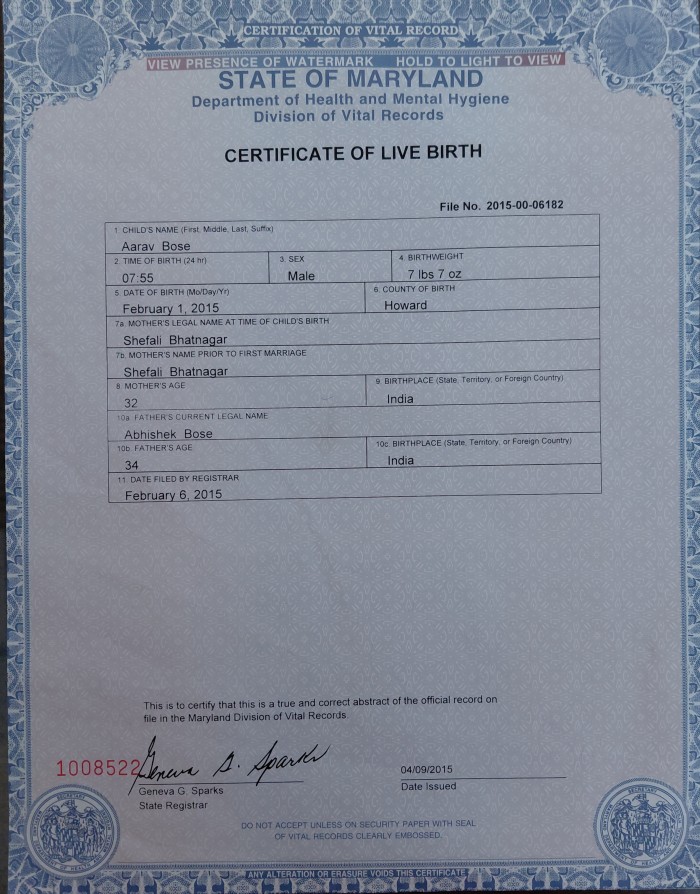 CERTIFICATION OF VITAL RECORD
VIEW PRESENCE OF WATERMARK HOLD TO LIGHT TO VIEW
STATE OF MARYLAND
Department of Health and Mental Hygiene
Division of Vital Records
CERTIFICATE OF LIVE BIRTH
File No. 2015-00-06182
1. CHILD'S NAME (First, Middle, Last, Suffix)
Aarav Bose
2. TIME OF BIRTH (24 hr) 3. SEX 4. BIRTHWEIGHT
07:55 Male 7 lbs 7 oz
5. DATE OF BIRTH (Mo/Day/Yr) 6. COUNTY OF BIRTH
February 1, 2015 Howard
7a. MOTHER'S LEGAL NAME AT TIME OF CHILD'S BIRTH
Shefali Bhatnagar
7b. MOTHER'S NAME PRIOR TO FIRST MARRIAGE
Shefali Bhatnagar
8. MOTHER'S AGE 9. BIRTHPLACE (State, Territory, or Foreign Country)
32 India
10a. FATHER'S CURRENT LEGAL NAME
Abhishek Bose
10b. FATHER'S AGE 10c. BIRTHPLACE (State, Territory, or Foreign Country)
34 India
11. DATE FILED BY REGISTRAR
February 6, 2015
This is to certify that this is a true and correct abstract of the official record on
file in the Maryland Division of Vital Records.
1008522 Geneva G. Sparks 04/09/2015
Geneva G. Sparks Date Issued
State Registrar
DO NOT ACCEPT UNLESS ON SECURITY PAPER WITH SEAL
OF VITAL RECORDS CLEARLY EMBOSSED.
ANY ALTERATION OR ERASURE VOIDS THIS CERTIFICATE